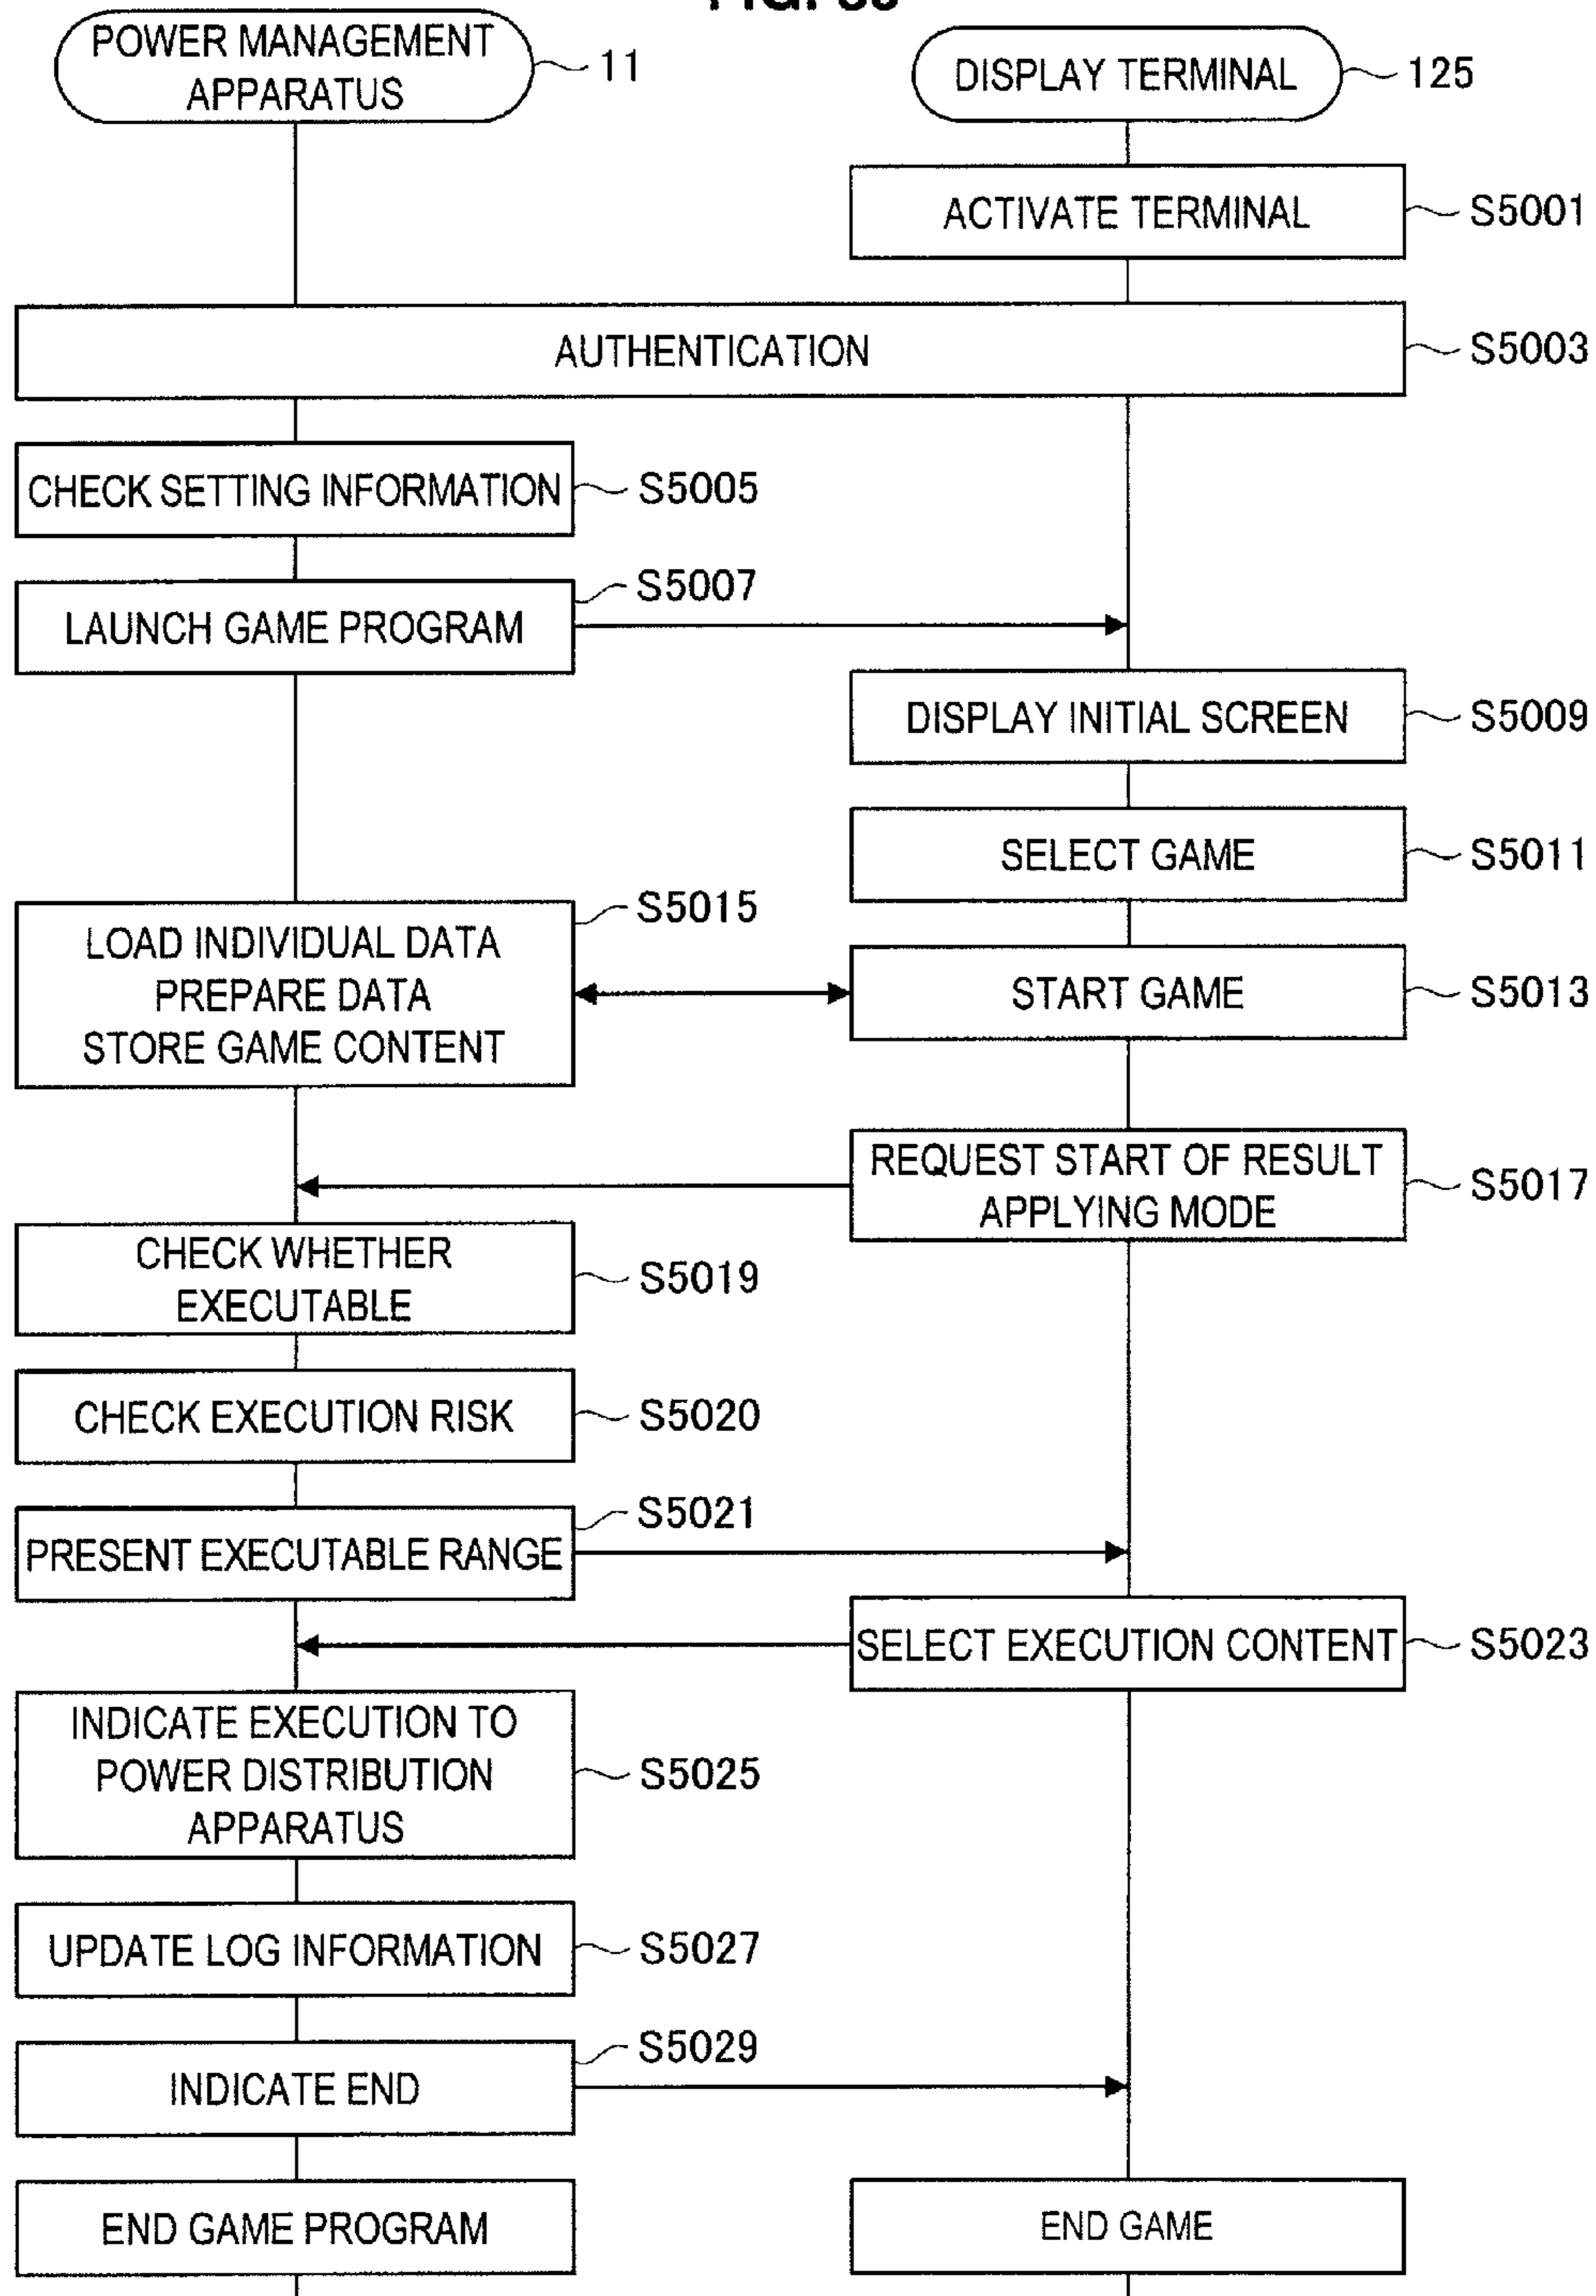 POWER MANAGEMENT
APPARATUS
11
DISPLAY TERMINAL
125
ACTIVATE TERMINAL
S5001
AUTHENTICATION
S5003
CHECK SETTING INFORMATION
S5005
LAUNCH GAME PROGRAM
S5007
DISPLAY INITIAL SCREEN
S5009
SELECT GAME
S5011
LOAD INDIVIDUAL DATA
PREPARE DATA
STORE GAME CONTENT
S5015
START GAME
S5013
REQUEST START OF RESULT
APPLYING MODE
S5017
CHECK WHETHER
EXECUTABLE
S5019
CHECK EXECUTION RISK
S5020
PRESENT EXECUTABLE RANGE
S5021
SELECT EXECUTION CONTENT
S5023
INDICATE EXECUTION TO
POWER DISTRIBUTION
APPARATUS
S5025
UPDATE LOG INFORMATION
S5027
INDICATE END
S5029
END GAME PROGRAM
END GAME